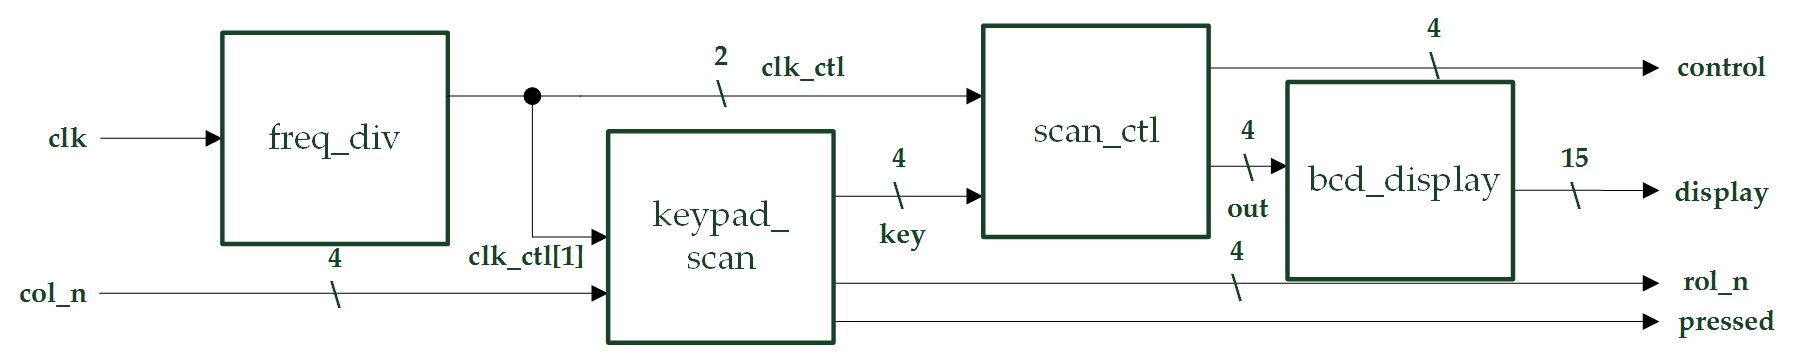 4
2
clk_ctl
control
clk
freq_div
scan_ctl
4
bcd_display
15
display
4
keypad_
scan
key
out
clk_ctl[1]
4
4
col_n
rol_n
pressed